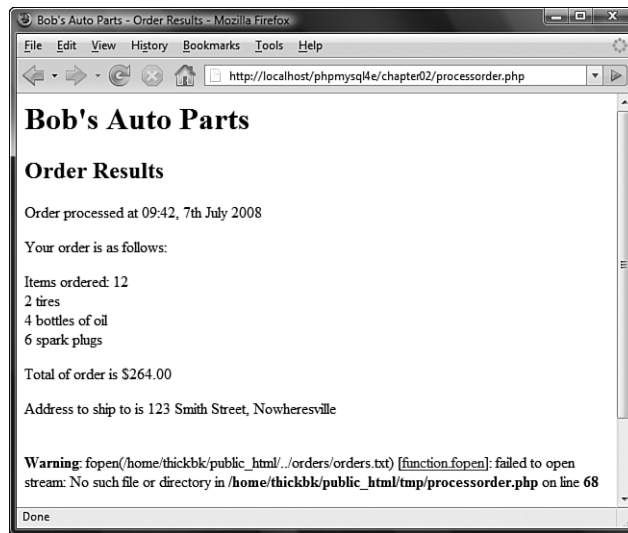 Bob's Auto Parts - Order Results - Mozilla Firefox
File Edit View History Bookmarks Tools Help
http://localhost/phpmysql4e/chapter02/processorder.php
Bob's Auto Parts
Order Results
Order processed at 09:42, 7th July 2008
Your order is as follows:
Items ordered: 12
2 tires
4 bottles of oil
6 spark plugs
Total of order is $264.00
Address to ship to is 123 Smith Street, Nowheresville
Warning: fopen(/home/thickbk/public_html/../orders/orders.txt) [function.fopen]: failed to open
stream: No such file or directory in /home/thickbk/public_html/tmp/processorder.php on line 68
Done